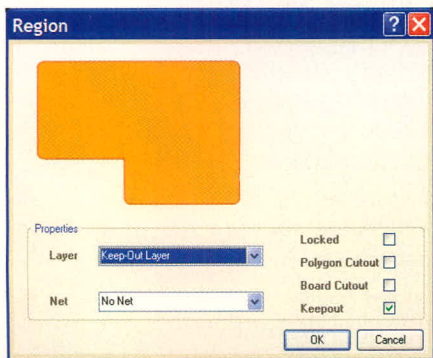 Region
Properties
Layer Keep-Out Layer
Net No Net
Locked
Polygon Cutout
Board Cutout
Keepout
OK Cancel